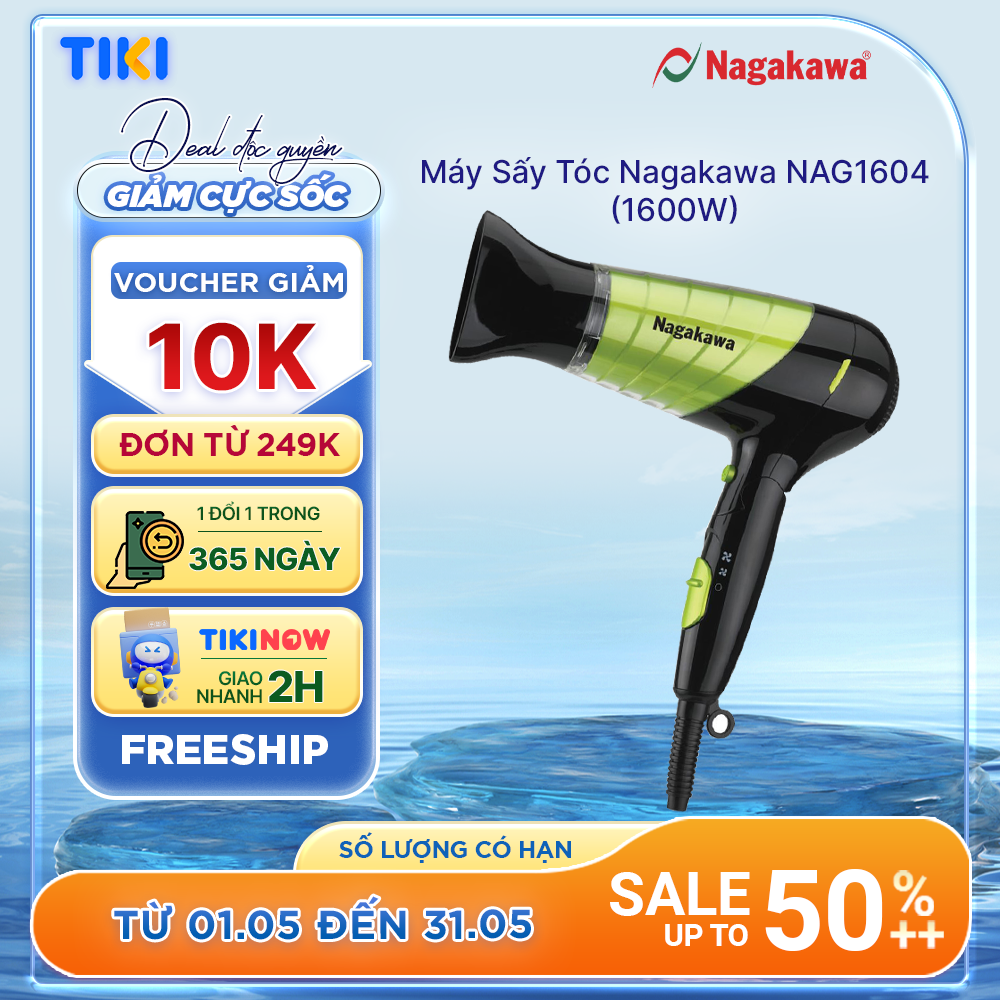 TIKI
Nagakawa®
Deal độc quyền
GIẢM CỰC SỐC
Máy Sấy Tóc Nagakawa NAG1604
(1600W)
VOUCHER GIẢM
10K
ĐƠN TỪ 249K
1 ĐỔI 1 TRONG
365 NGÀY
TIKINOW
GIAO
NHANH 2H
FREESHIP
Nagakawa
SỐ LƯỢNG CÓ HẠN
TỪ 01.05 ĐẾN 31.05
SALE
UP TO 50%
++